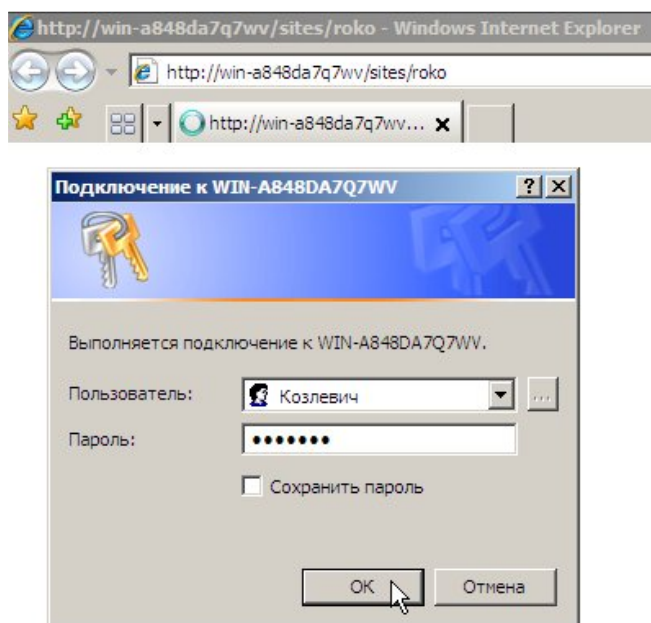 http://win-a848da7q7wv/sites/roko - Windows Internet Explorer
http://win-a848da7q7wv/sites/roko
http://win-a848da7q7wv...
Подключение к WIN-A848DA7Q7WV
Выполняется подключение к WIN-A848DA7Q7WV.
Пользователь: Козлевич
Пароль: •••••••
Сохранить пароль
ОК Отмена